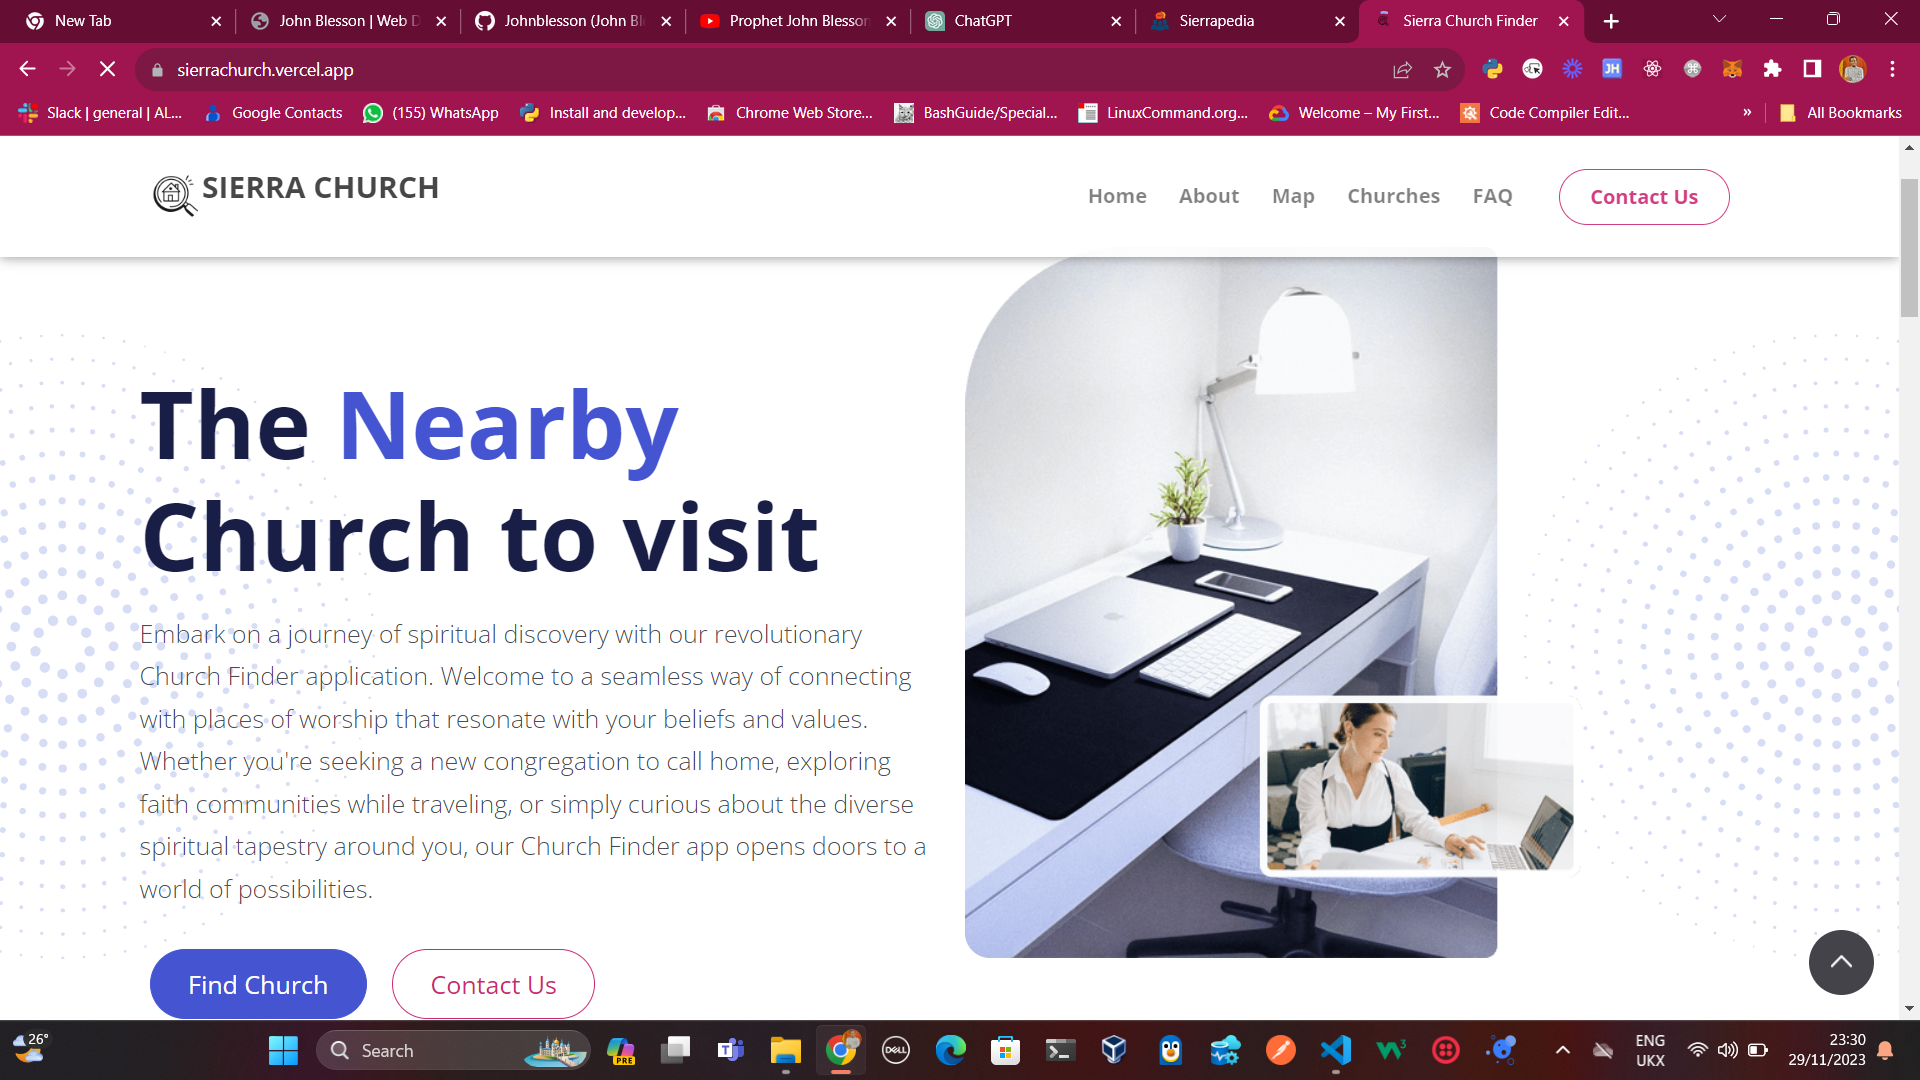 New Tab
John Blesson | Web D
Johnblesson (John Bl
Prophet John Blesson
ChatGPT
Sierrapedia
Sierra Church Finder
sierrachurch.vercel.app
JH
Slack | general | AL...
Google Contacts
(155) WhatsApp
Install and develop...
Chrome Web Store...
BashGuide/Special...
LinuxCommand.org...
Welcome – My First...
Code Compiler Edit...
»
All Bookmarks
SIERRA CHURCH
Home
About
Map
Churches
FAQ
Contact Us
The Nearby
Church to visit
Embark on a journey of spiritual discovery with our revolutionary
Church Finder application. Welcome to a seamless way of connecting
with places of worship that resonate with your beliefs and values.
Whether you're seeking a new congregation to call home, exploring
faith communities while traveling, or simply curious about the diverse
spiritual tapestry around you, our Church Finder app opens doors to a
world of possibilities.
Find Church
Contact Us
26°
Search
PRE
DELL
W3
ENG
UKX
23:30
29/11/2023